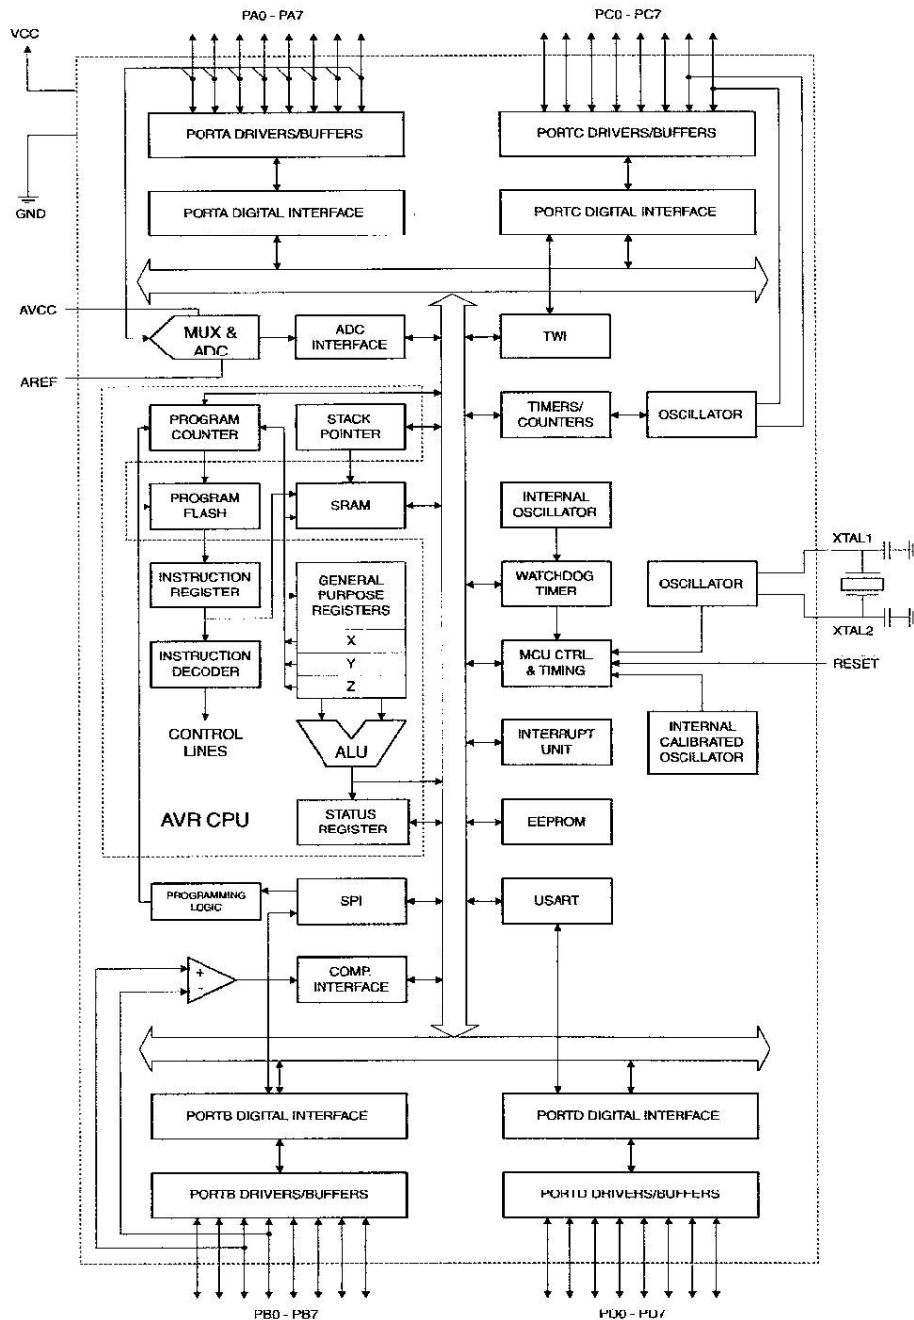 PA0 - PA7
PC0 - PC7
VCC
PORTA DRIVERS/BUFFERS
PORTC DRIVERS/BUFFERS
GND
PORTA DIGITAL INTERFACE
PORTC DIGITAL INTERFACE
AVCC
MUX &
ADC
ADC
INTERFACE
TWI
AREF
PROGRAM
COUNTER
STACK
POINTER
TIMERS/
COUNTERS
OSCILLATOR
PROGRAM
FLASH
SRAM
INTERNAL
OSCILLATOR
XTAL1
INSTRUCTION
REGISTER
GENERAL
PURPOSE
REGISTERS
WATCHDOG
TIMER
OSCILLATOR
XTAL2
X
INSTRUCTION
DECODER
Y
Z
MCU CTRL
& TIMING
RESET
CONTROL
LINES
ALU
INTERRUPT
UNIT
INTERNAL
CALIBRATED
OSCILLATOR
AVR CPU
STATUS
REGISTER
EEPROM
PROGRAMMING
LOGIC
SPI
USART
+
-
COMP.
INTERFACE
PORTB DIGITAL INTERFACE
PORTD DIGITAL INTERFACE
PORTB DRIVERS/BUFFERS
PORTD DRIVERS/BUFFERS
PB0 - PB7
PD0 - PD7